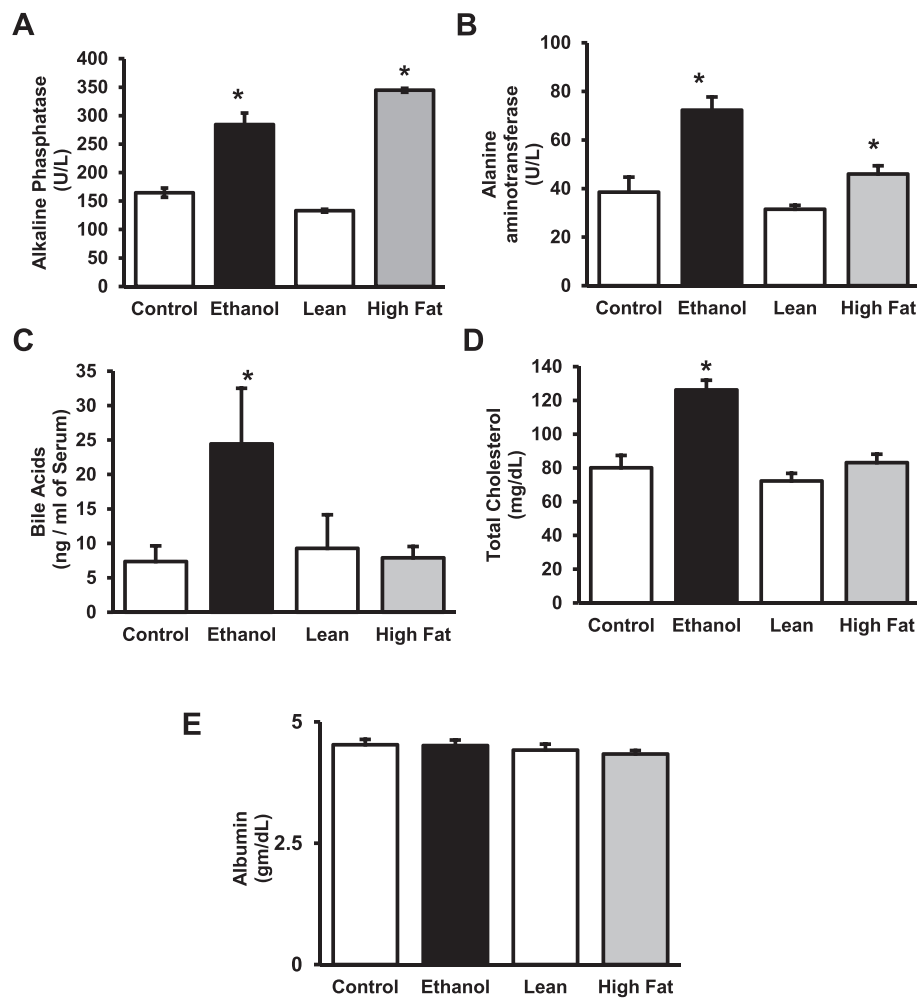 A
Alkaline Phasphatase
(U/L)
400
350
300
250
200
150
100
50
0
*
*
Control Ethanol Lean High Fat
B
Alanine
aminotransferase
(U/L)
100
80
60
40
20
0
*
*
Control Ethanol Lean High Fat
C
Bile Acids
(ng / ml of Serum)
35
30
25
20
15
10
5
0
*
Control Ethanol Lean High Fat
D
Total Cholesterol
(mg/dL)
140
120
100
80
60
40
20
0
*
Control Ethanol Lean High Fat
E
Albumin
(gm/dL)
5
2.5
0
Control Ethanol Lean High Fat